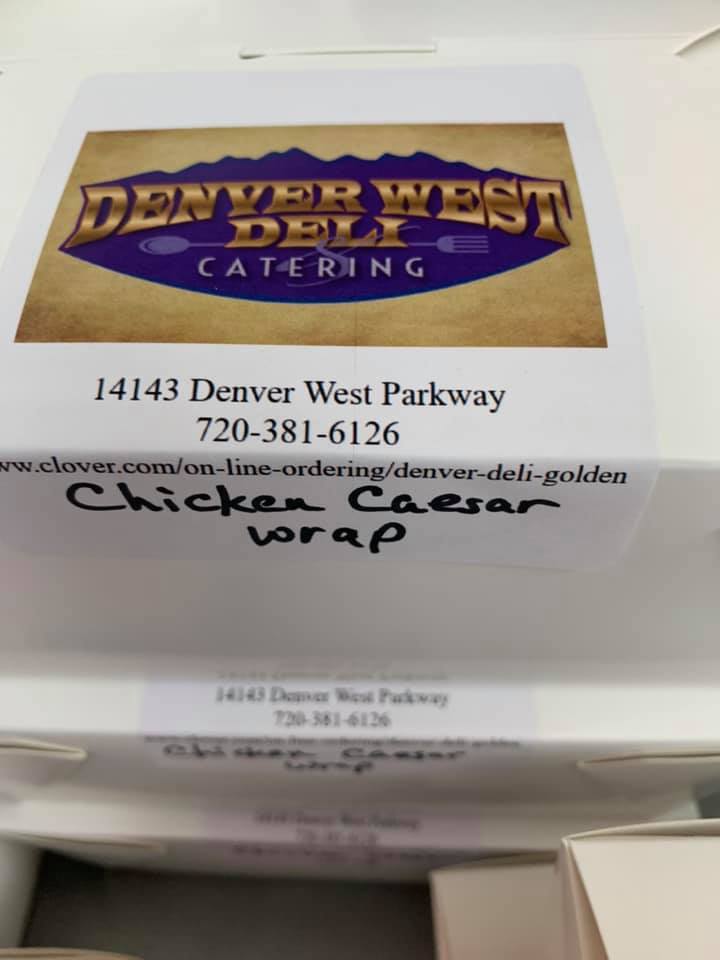 DENVER WEST
DELI
&
CATERING
14143 Denver West Parkway
720-381-6126
ww.clover.com/on-line-ordering/denver-deli-golden
Chicken Caesar
wrap
14143 Denver West Parkway
720-381-6126
Chicken Caesar
wrap